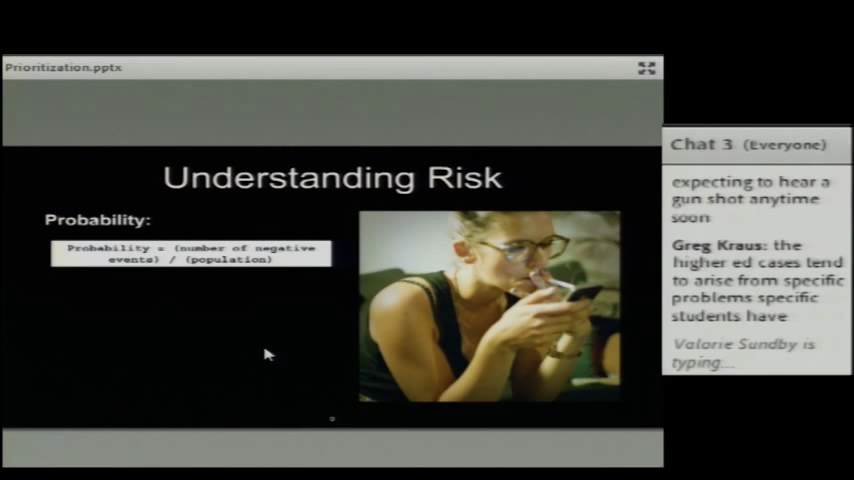 Prioritization.pptx
Understanding Risk
Probability:
Probability = (number of negative
events) / (population)
Chat 3 (Everyone)
expecting to hear a
gun shot anytime
soon
Greg Kraus: the
higher ed cases tend
to arise from specific
problems specific
students have
Valorie Sundby is
typing...